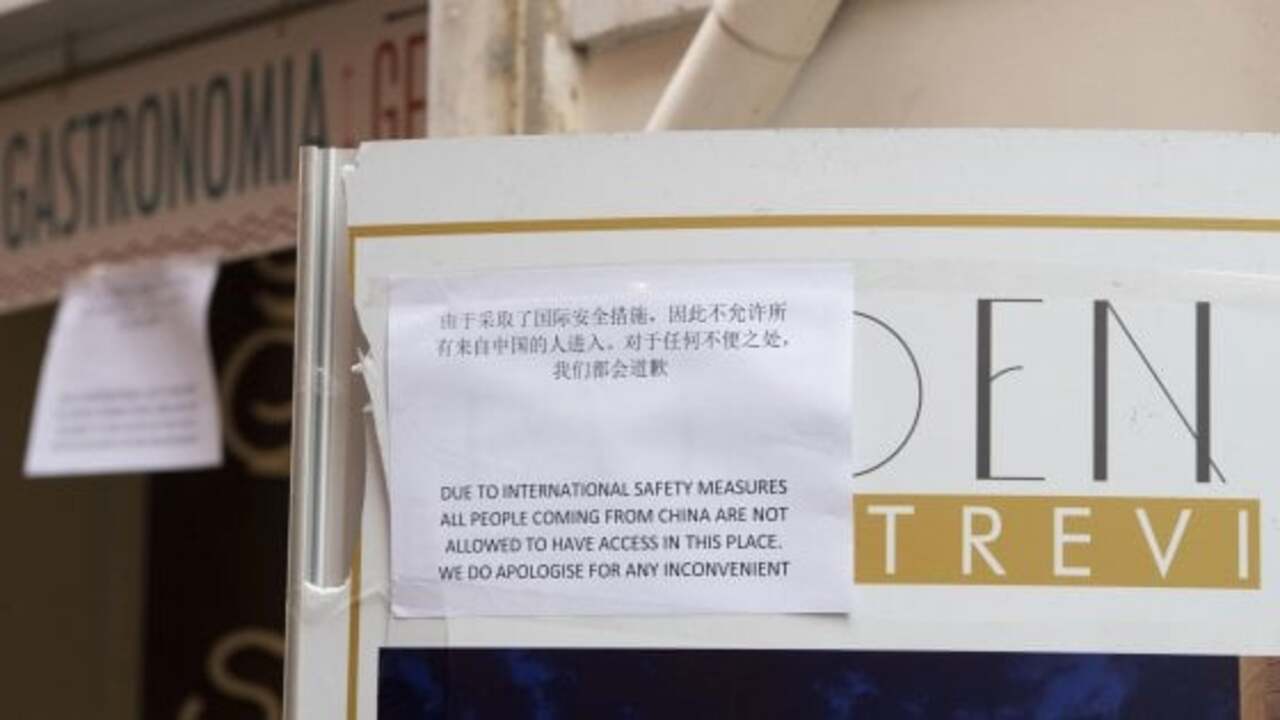 GASTRONOMIA
GE
由于采取了国际安全措施，因此不允许所
有来自中国的人进入。对于任何不便之处，
我们都会道歉
DUE TO INTERNATIONAL SAFETY MEASURES
ALL PEOPLE COMING FROM CHINA ARE NOT
ALLOWED TO HAVE ACCESS IN THIS PLACE.
WE DO APOLOGISE FOR ANY INCONVENIENT
DEN
TREVI